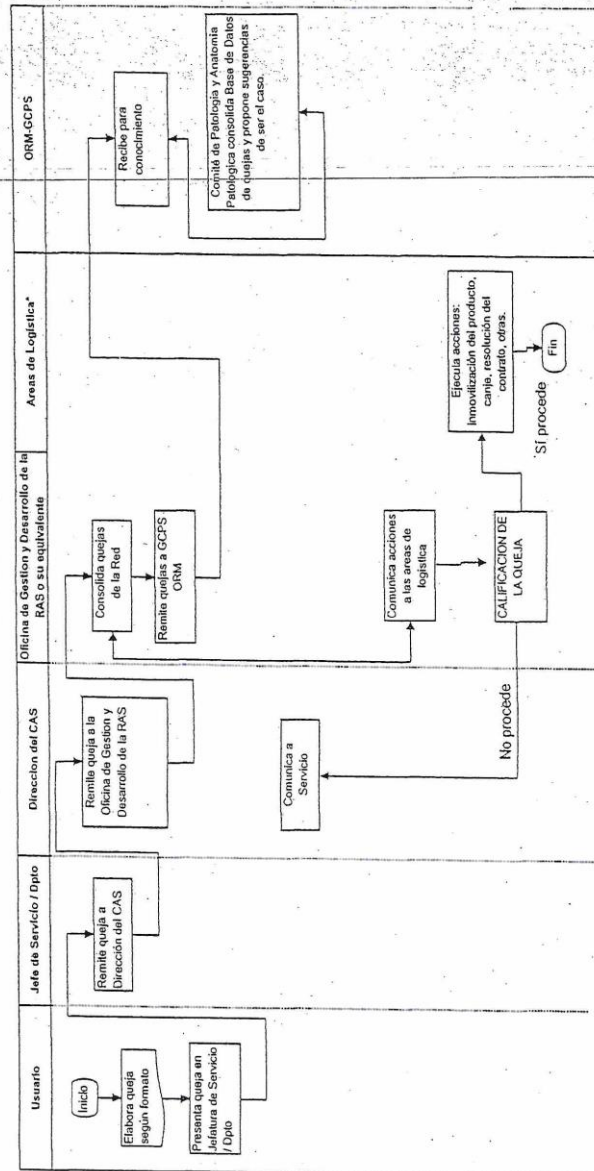 Usuario
Jefe de Servicio / Dpto
Direccion del CAS
Oficina de Gestion y Desarrollo de la
RAS o su equivalente
Areas de Logística*
ORM-GCPS
Inicio
Elabora queja
según formato
Presenta queja en
Jefatura de Servicio
/ Dpto
Remite queja a
Dirección del CAS
Remite queja a la
Oficina de Gestion y
Desarrollo de la RAS
Comunica a
Servicio
Consolida quejas
de la Red
Remite quejas a GCPS
ORM
Comunica acciones
a las areas de
logística
CALIFICACION DE
LA QUEJA
No procede
Sí procede
Ejecuta acciones:
Inmovilización del producto,
canje, resolución del
contrato, otras.
Fin
Recibe para
conocimiento
Comité de Patología y Anatomía
Patologica consolida Base de Datos
de quejas y propone sugerencias
de ser el caso.